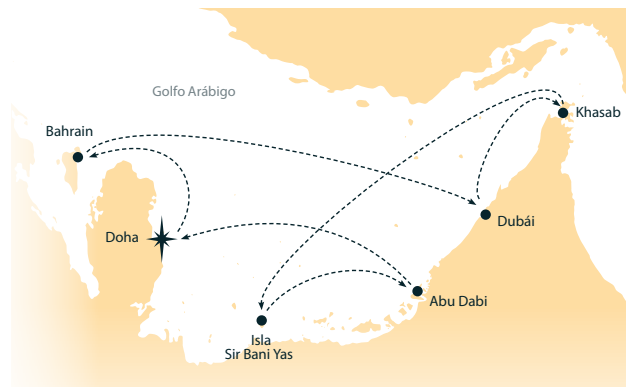 Golfo Arábigo
Khasab
Bahrain
Dubái
Doha
Abu Dabi
Isla
Sir Bani Yas